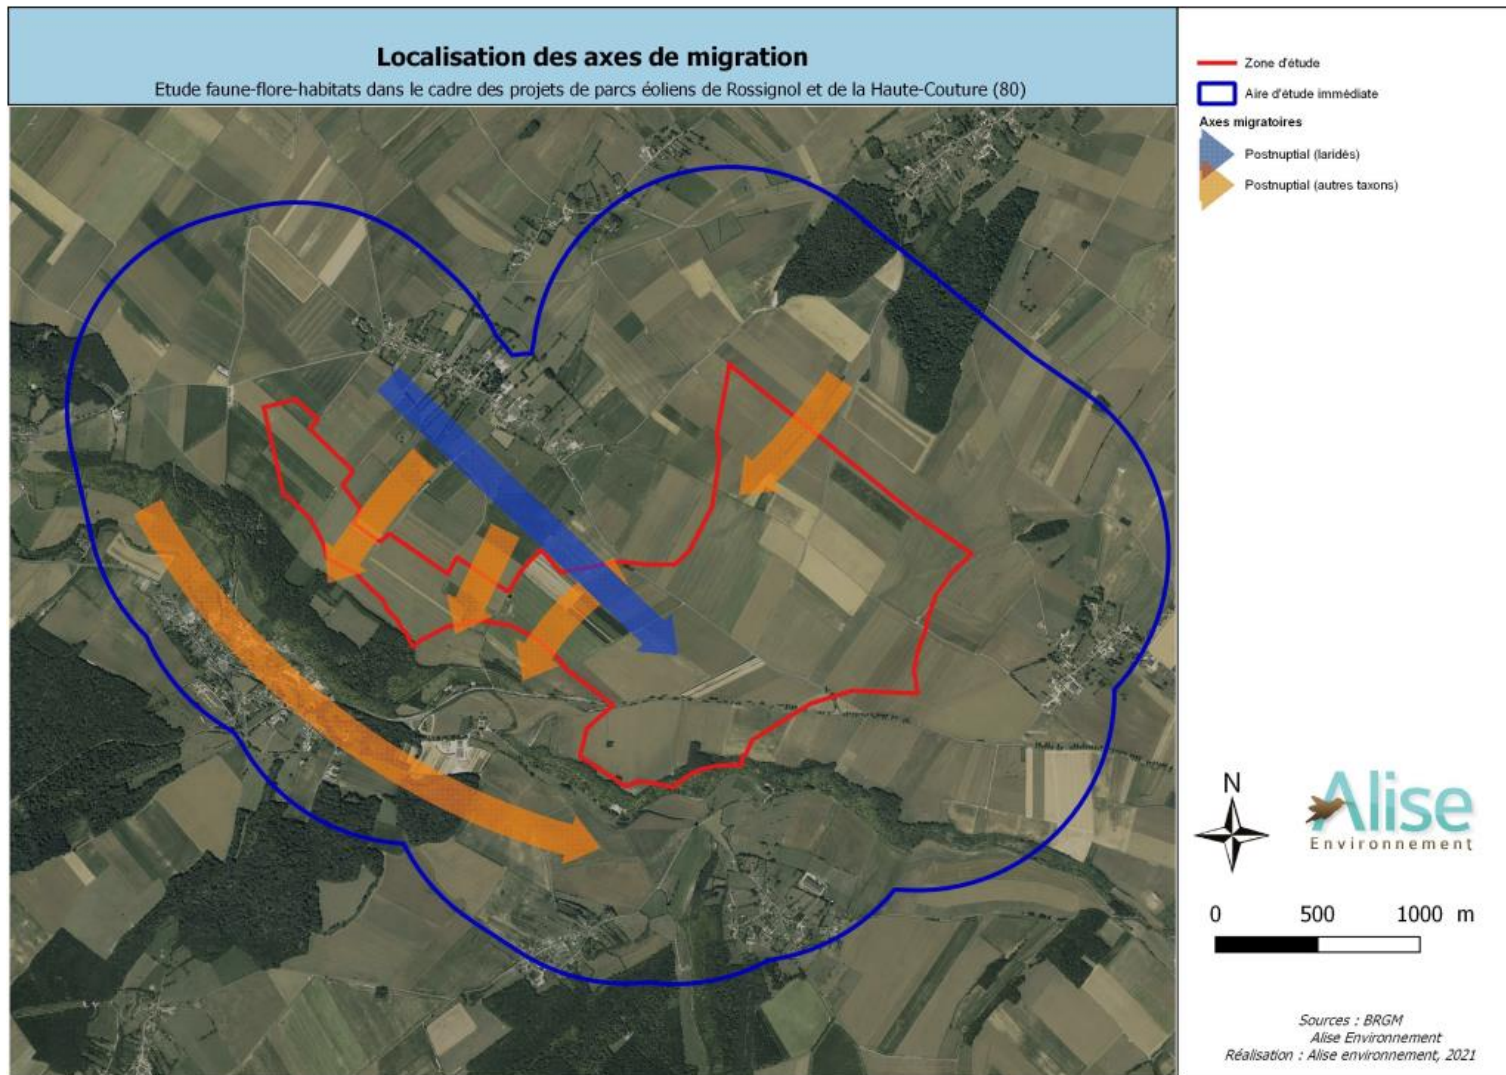 Localisation des axes de migration
Etude faune-flore-habitats dans le cadre des projets de parcs éoliens de Rossignol et de la Haute-Couture (80)
Zone d'étude
Aire d'étude immédiate
Axes migratoires
Postnuptial (laridés)
Postnuptial (autres taxons)
N
Alise
Environnement
0 500 1000 m
Sources : BRGM
Alise Environnement
Réalisation : Alise environnement, 2021